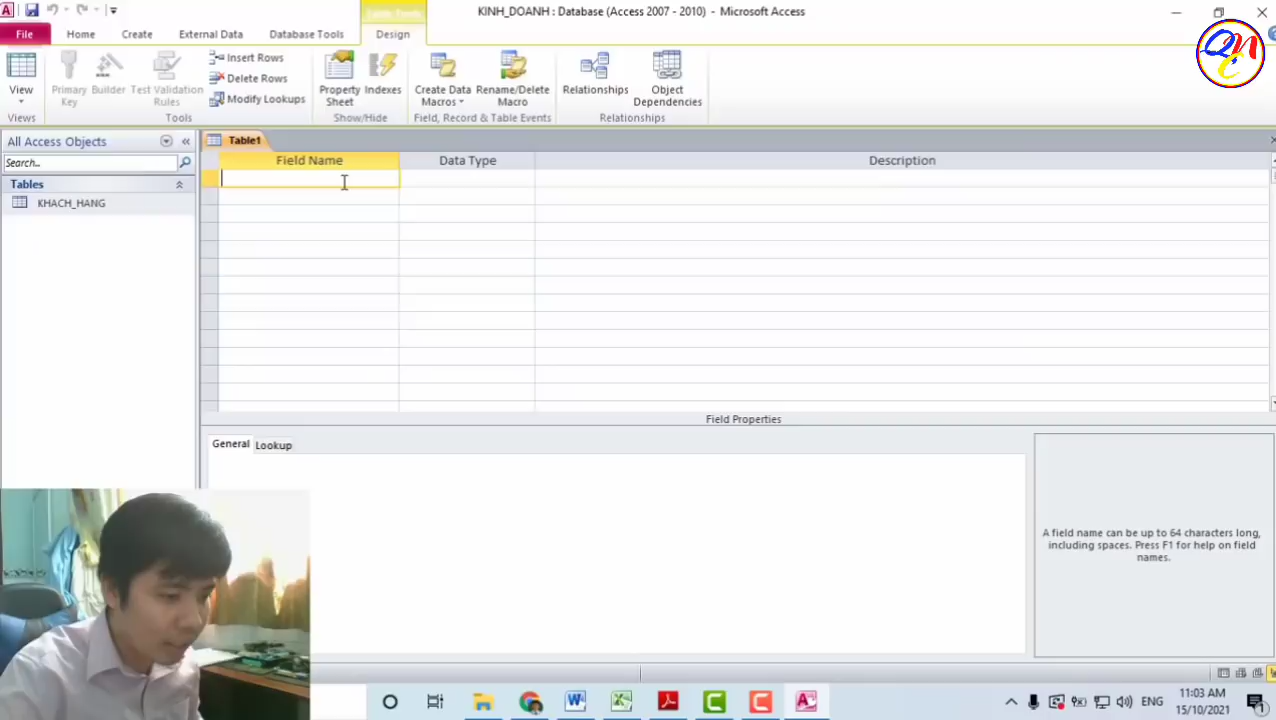 KINH_DOANH : Database (Access 2007 - 2010) - Microsoft Access
Table Tools
File Home Create External Data Database Tools Design
View
Primary Key
Builder
Test Validation Rules
Insert Rows
Delete Rows
Modify Lookups
Property Sheet
Indexes
Create Data Macros
Rename/Delete Macro
Relationships
Object Dependencies
Views Tools Show/Hide Field, Record & Table Events Relationships
All Access Objects
Search..
Tables
KHACH_HANG
Table1
Field Name Data Type Description
Field Properties
General Lookup
A field name can be up to 64 characters long,
including spaces. Press F1 for help on field
names.
ENG
11:03 AM
15/10/2021
1